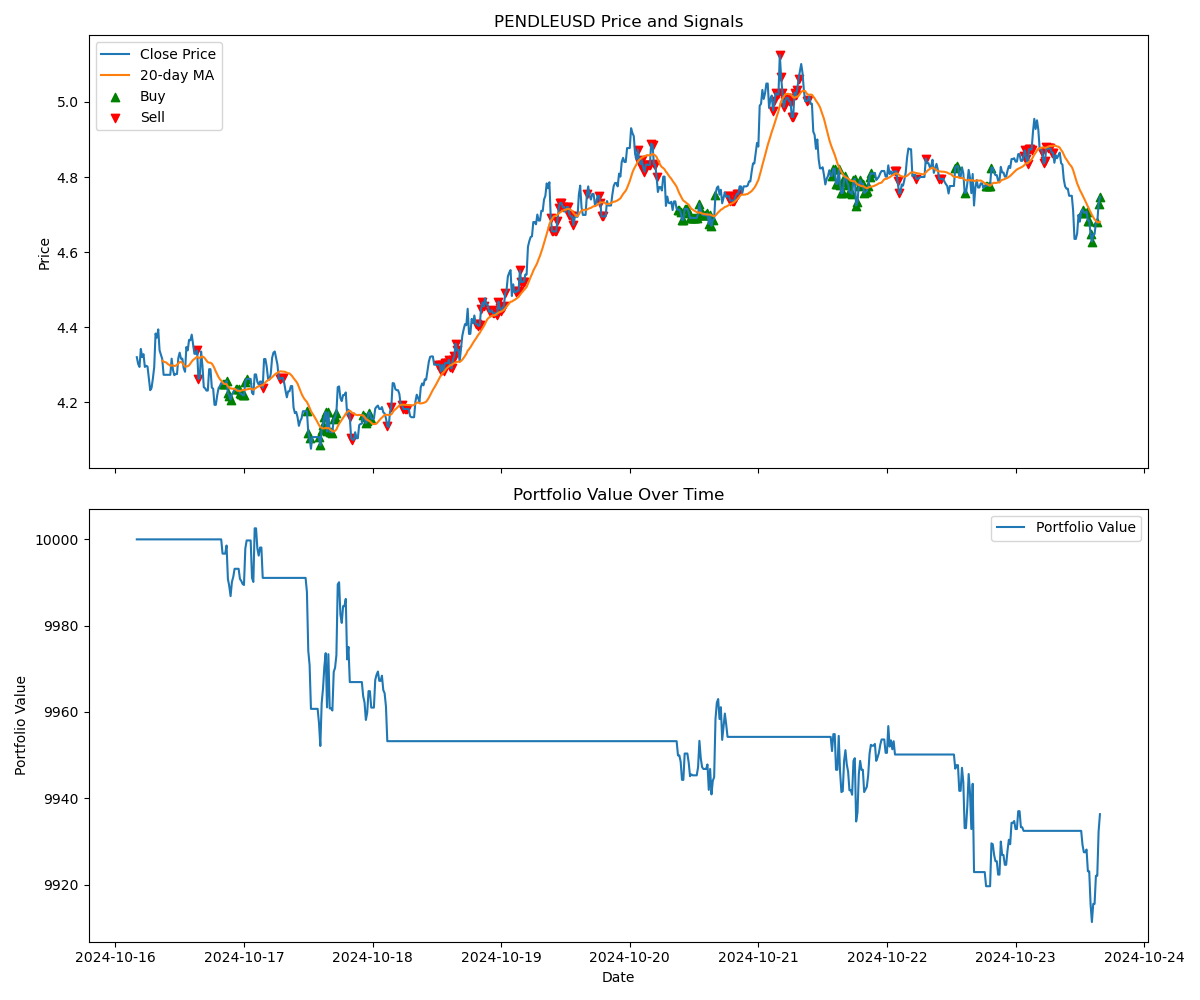 PENDLEUSD Price and Signals
Close Price
20-day MA
Buy
Sell
Price
5.0
4.8
4.6
4.4
4.2
Portfolio Value Over Time
Portfolio Value
Portfolio Value
10000
9980
9960
9940
9920
2024-10-16 2024-10-17 2024-10-18 2024-10-19 2024-10-20 2024-10-21 2024-10-22 2024-10-23 2024-10-24
Date